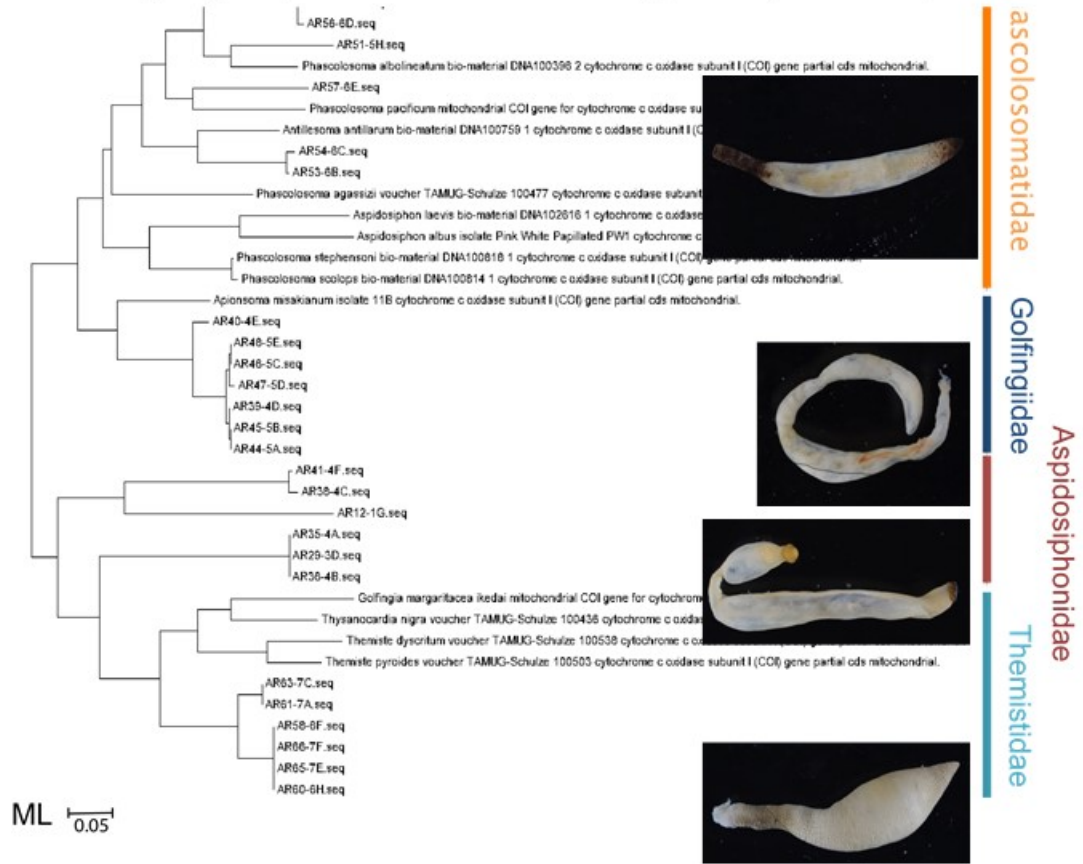 AR56-6D.seq
AR51-5H.seq
Phascolosoma albolineatum bio-material DNA100396 2 cytochrome c oxidase subunit I (COI) gene partial cds mitochondrial.
AR57-6E.seq
Phascolosoma pacificum mitochondrial COI gene for cytochrome c oxidase su
Antillesoma antillarum bio-material DNA100759 1 cytochrome c oxidase subunit I (C
AR54-6C.seq
AR53-6B.seq
Phascolosoma agassizii voucher TAMUG-Schulze 100477 cytochrome c oxidase subunit
Aspidosiphon laevis bio-material DNA102616 1 cytochrome c oxidase
Aspidosiphon albus isolate Pink White Papillated PW1 cytochrome c
Phascolosoma stephensoni bio-material DNA100818 1 cytochrome c oxidase subunit I (COI) gene partial cds mitochondrial.
Phascolosoma scolops bio-material DNA100814 1 cytochrome c oxidase subunit I (COI) gene partial cds mitochondrial.
Apionsoma misakianum isolate 11B cytochrome c oxidase subunit I (COI) gene partial cds mitochondrial.
AR40-4E.seq
AR48-5E.seq
AR46-5C.seq
AR47-5D.seq
AR39-4D.seq
AR45-5B.seq
AR44-5A.seq
AR41-4F.seq
AR38-4C.seq
AR12-1G.seq
AR35-4A.seq
AR29-3D.seq
AR36-4B.seq
Golfingia margaritacea ikedai mitochondrial COI gene for cytochrom
Thysanocardia nigra voucher TAMUG-Schulze 100436 cytochrome c oxida
Themiste dyscritum voucher TAMUG-Schulze 100538 cytochrome c ox
Themiste pyroides voucher TAMUG-Schulze 100503 cytochrome c oxidase subunit I (COI) gene partial cds mitochondrial.
AR63-7C.seq
AR61-7A.seq
AR58-6F.seq
AR66-7F.seq
AR65-7E.seq
AR60-6H.seq
ML
0.05
ascolosomatidae
Golfingiidae
Aspidosiphonidae
Themistidae